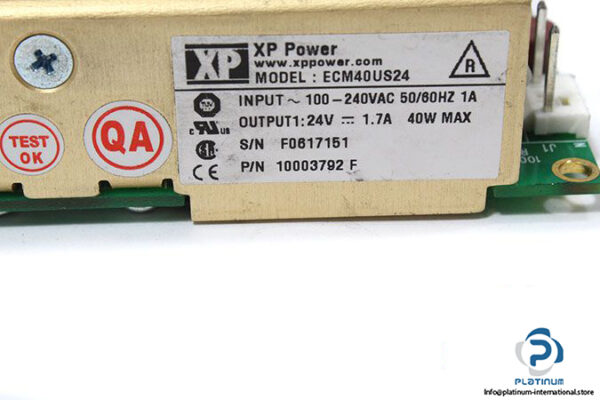 XP
XP Power
www.xppower.com
MODEL : ECM40US24
R
INPUT ~ 100-240VAC 50/60HZ 1A
OUTPUT1: 24V ⎓ 1.7A 40W MAX
S/N F0617151
P/N 10003792 F
TEST
OK
QA
J1
PLATINUM
Info@platinum-international.store